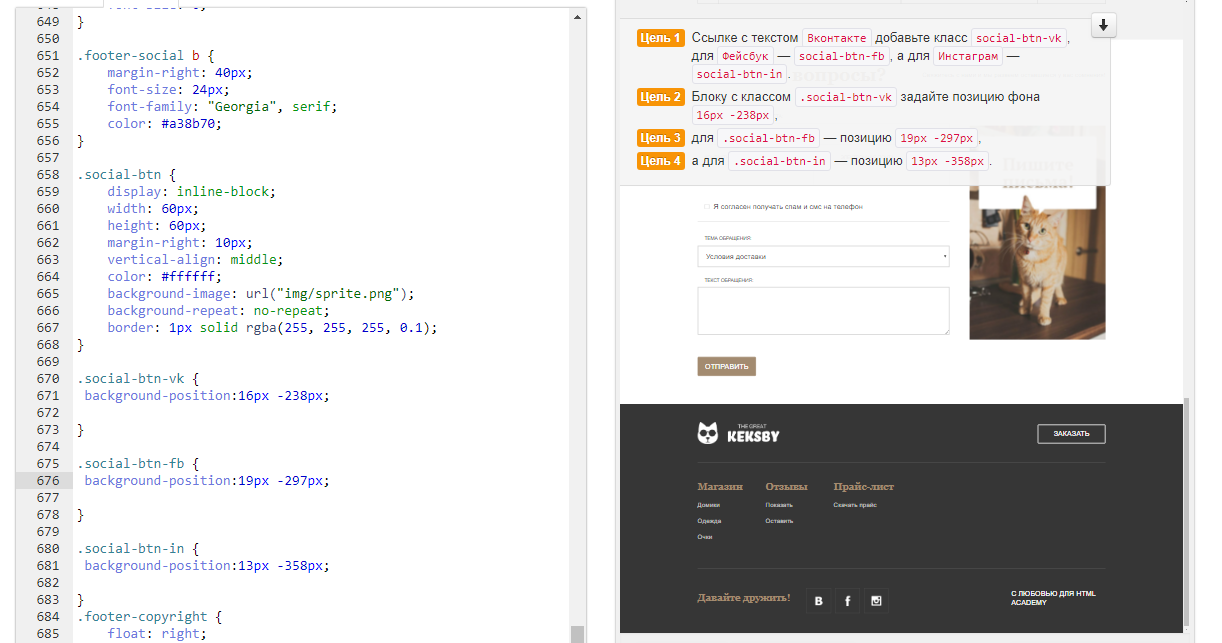 649 }
650
651 .footer-social b {
652 margin-right: 40px;
653 font-size: 24px;
654 font-family: "Georgia", serif;
655 color: #a38b70;
656 }
657
658 .social-btn {
659 display: inline-block;
660 width: 60px;
661 height: 60px;
662 margin-right: 10px;
663 vertical-align: middle;
664 color: #ffffff;
665 background-image: url("img/sprite.png");
666 background-repeat: no-repeat;
667 border: 1px solid rgba(255, 255, 255, 0.1);
668 }
669
670 .social-btn-vk {
671 background-position:16px -238px;
672
673 }
674
675 .social-btn-fb {
676 background-position:19px -297px;
677
678 }
679
680 .social-btn-in {
681 background-position:13px -358px;
682
683 }
684 .footer-copyright {
685 float: right;
Цель 1 Ссылке с текстом Вконтакте добавьте класс social-btn-vk,
для Фейсбук — social-btn-fb, а для Инстаграм —
social-btn-in.
Цель 2 Блоку с классом .social-btn-vk задайте позицию фона
16px -238px,
Цель 3 для .social-btn-fb — позицию 19px -297px,
Цель 4 а для .social-btn-in — позицию 13px -358px.
вопросы?
Пишите
письма!
Я согласен получать спам и смс на телефон
ТЕМА ОБРАЩЕНИЯ:
Условия доставки
ТЕКСТ ОБРАЩЕНИЯ:
ОТПРАВИТЬ
THE GREAT
KEKSBY
ЗАКАЗАТЬ
Магазин Отзывы Прайс-лист
Домики Показать Скачать прайс
Одежда Оставить
Очки
Давайте дружить!
B f
С ЛЮБОВЬЮ ДЛЯ HTML
ACADEMY